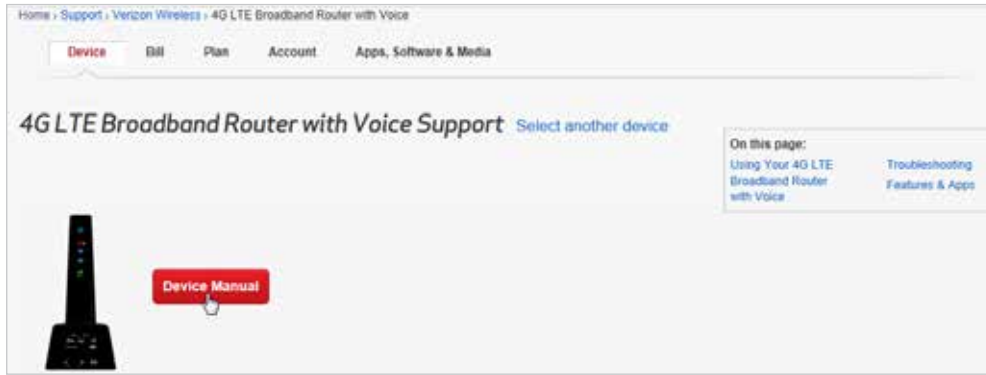 Home › Support › Verizon Wireless › 4G LTE Broadband Router with Voice
Device Bill Plan Account Apps, Software & Media
4G LTE Broadband Router with Voice Support Select another device
On this page:
Using Your 4G LTE
Broadband Router
with Voice
Troubleshooting
Features & Apps
Device Manual